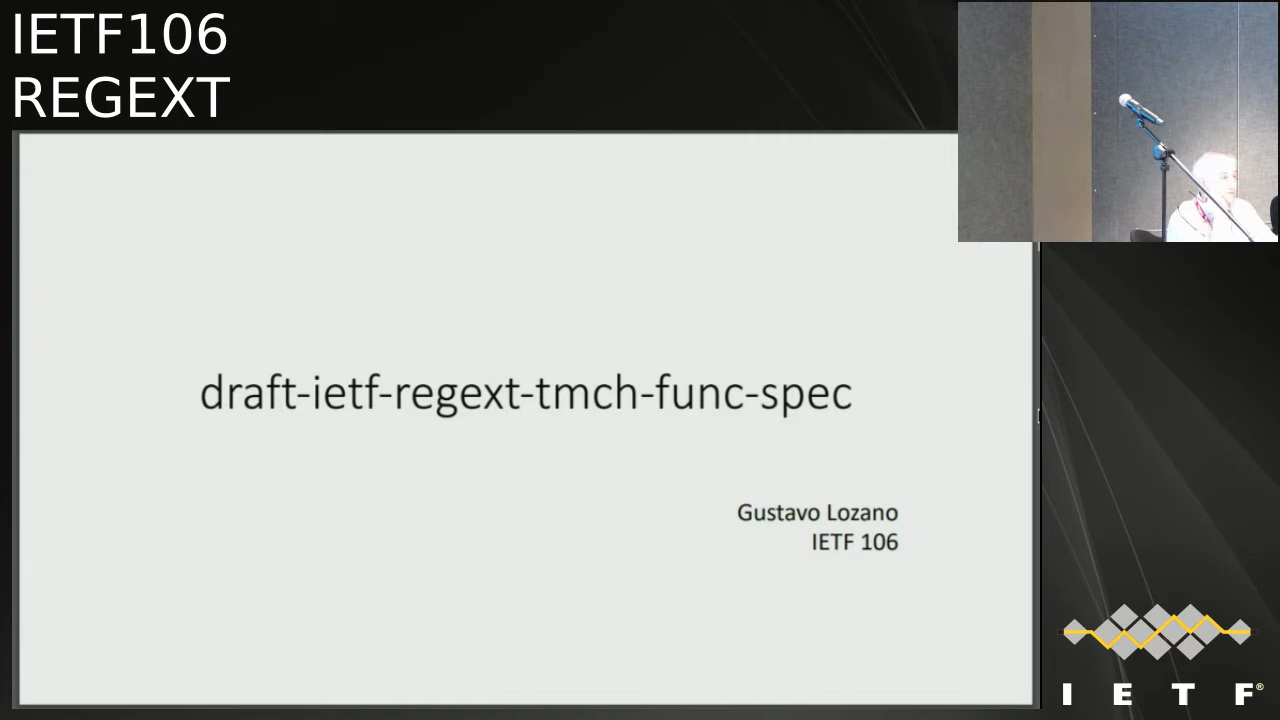 IETF106
REGEXT
draft-ietf-regext-tmch-func-spec
Gustavo Lozano
IETF 106
I E T F®